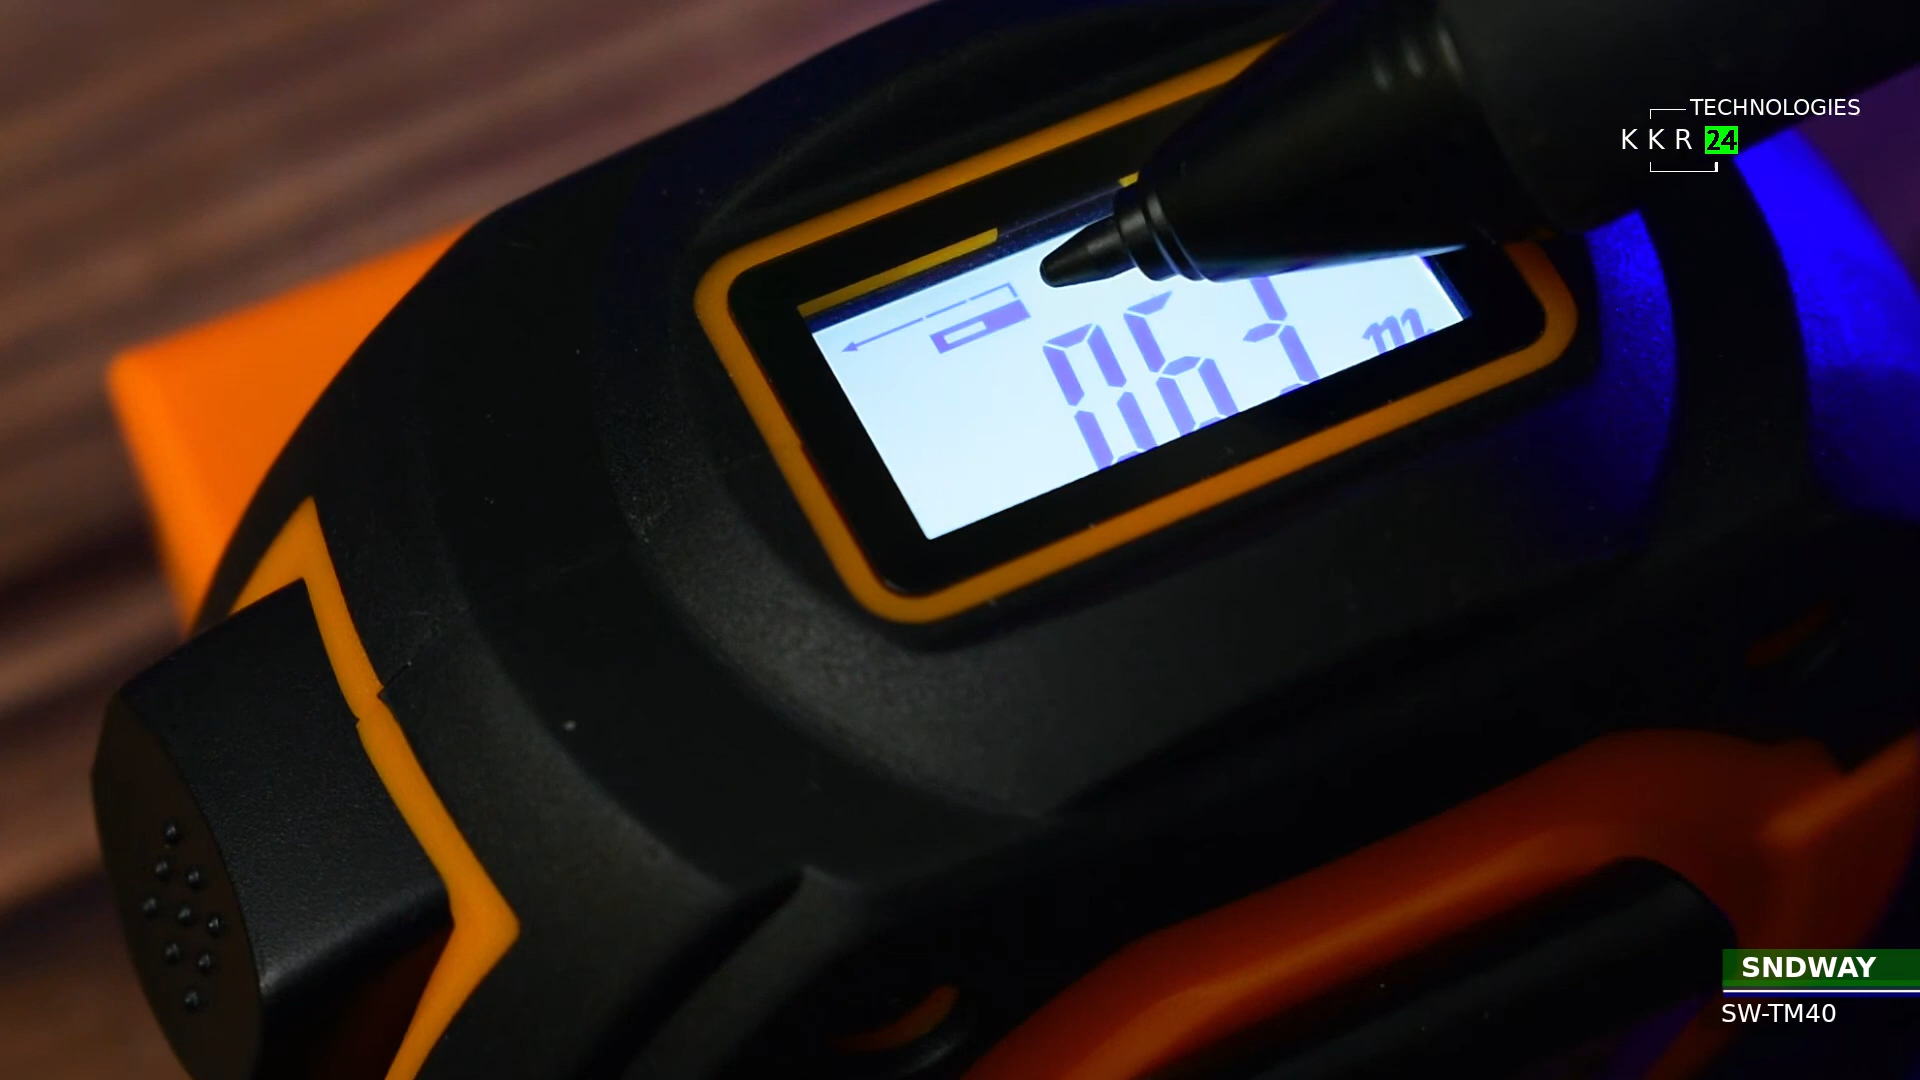 TECHNOLOGIES
KKR 24
m
SNDWAY
SW-TM40